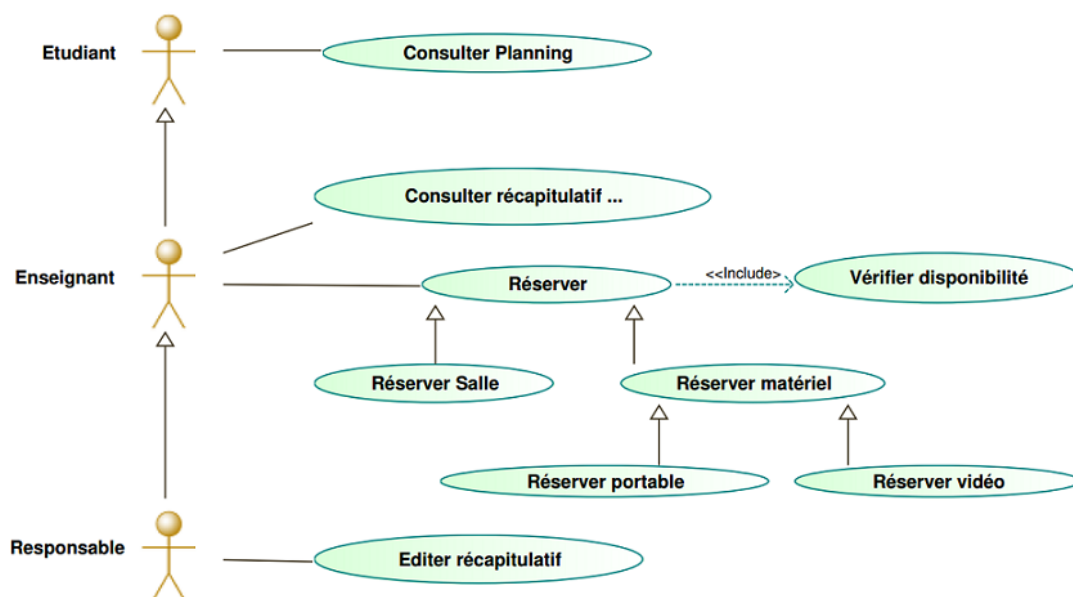 Etudiant
Consulter Planning
Consulter récapitulatif ...
Enseignant
Réserver
<<Include>
Vérifier disponibilité
Réserver Salle
Réserver matériel
Réserver portable
Réserver vidéo
Responsable
Editer récapitulatif